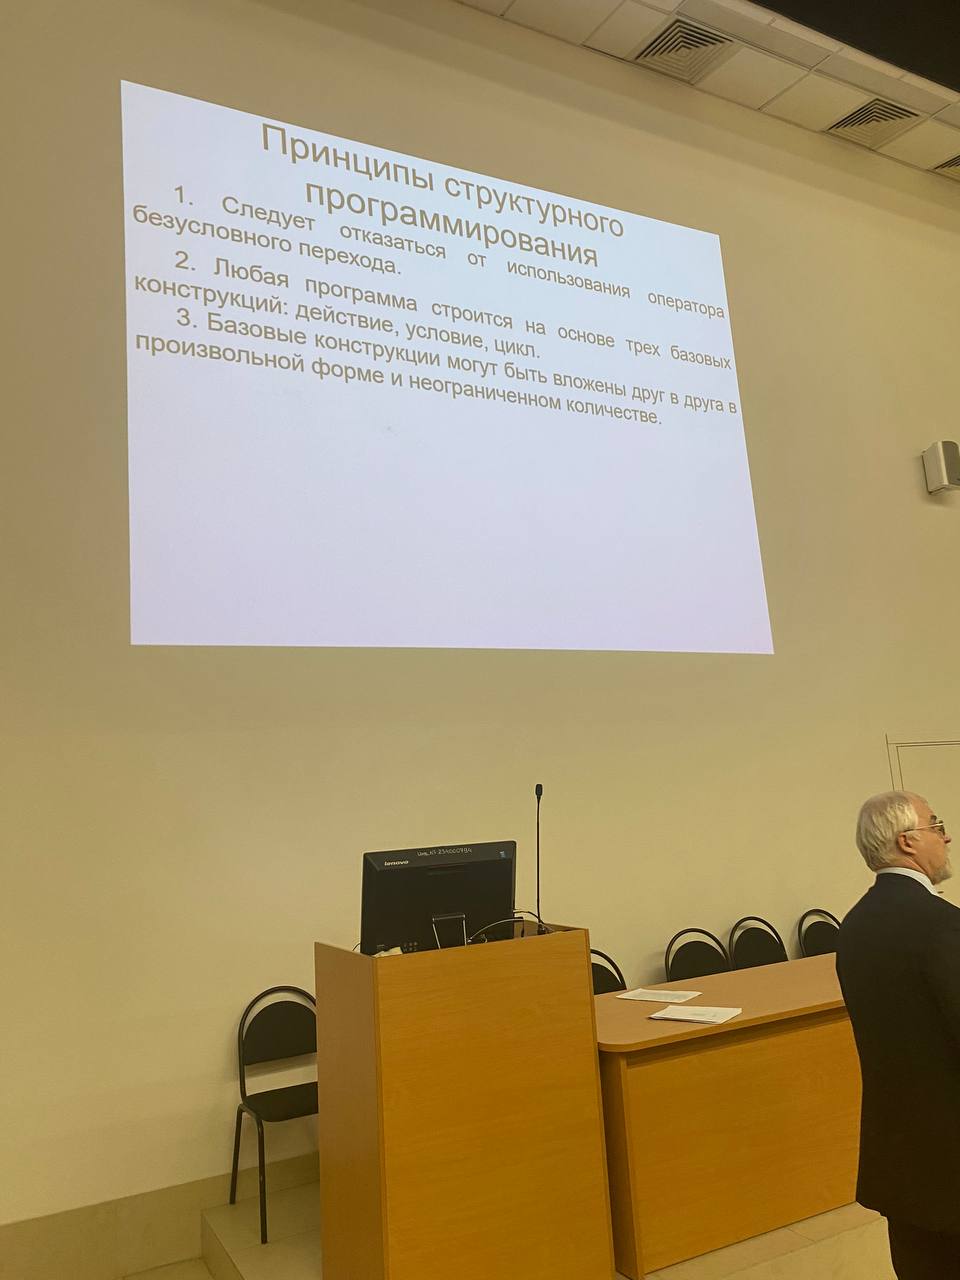 Принципы структурного
программирования
1. Следует отказаться от использования оператора
безусловного перехода.
2. Любая программа строится на основе трех базовых
конструкций: действие, условие, цикл.
3. Базовые конструкции могут быть вложены друг в друга в
произвольной форме и неограниченном количестве.
lenovo